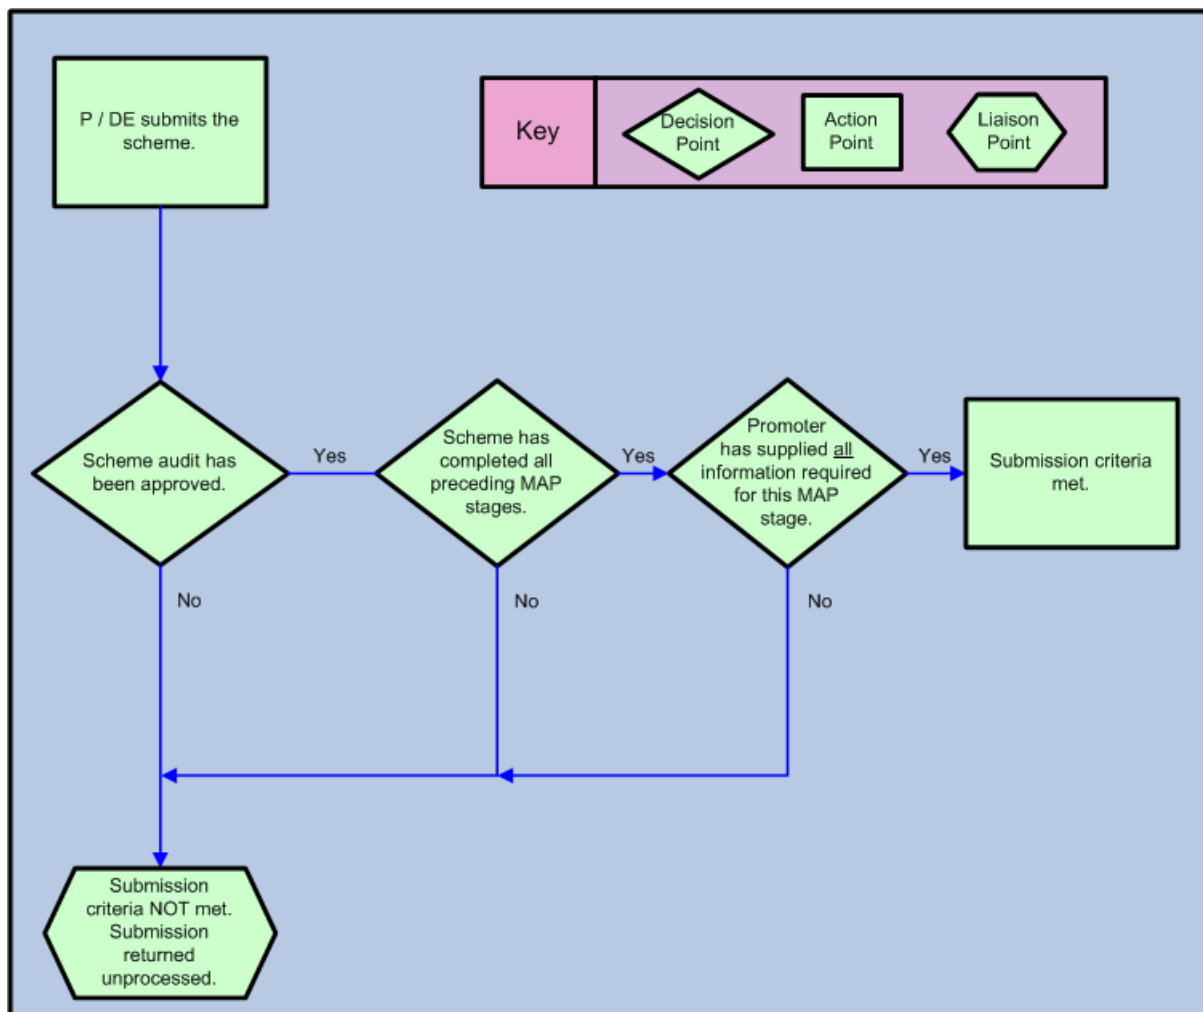 P / DE submits the
scheme.
Key
Decision
Point
Action
Point
Liaison
Point
Scheme audit has
been approved.
Yes
Scheme has
completed all
preceding MAP
stages.
Yes
Promoter
has supplied all
information required
for this MAP
stage.
Yes
Submission criteria
met.
No
No
No
Submission
criteria NOT met.
Submission
returned
unprocessed.